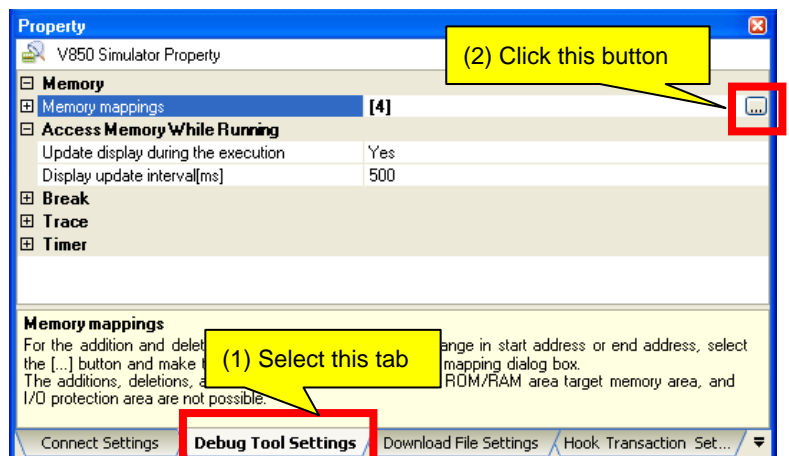 Property
V850 Simulator Property
(2) Click this button
Memory
Memory mappings [4]
...
Access Memory While Running
Update display during the execution Yes
Display update interval[ms] 500
Break
Trace
Timer
Memory mappings
For the addition and delet ange in start address or end address, select
the [...] button and make mapping dialog box.
The additions, deletions, a ROM/RAM area target memory area, and
I/O protection area are not possible.
(1) Select this tab
Connect Settings Debug Tool Settings Download File Settings Hook Transaction Set...